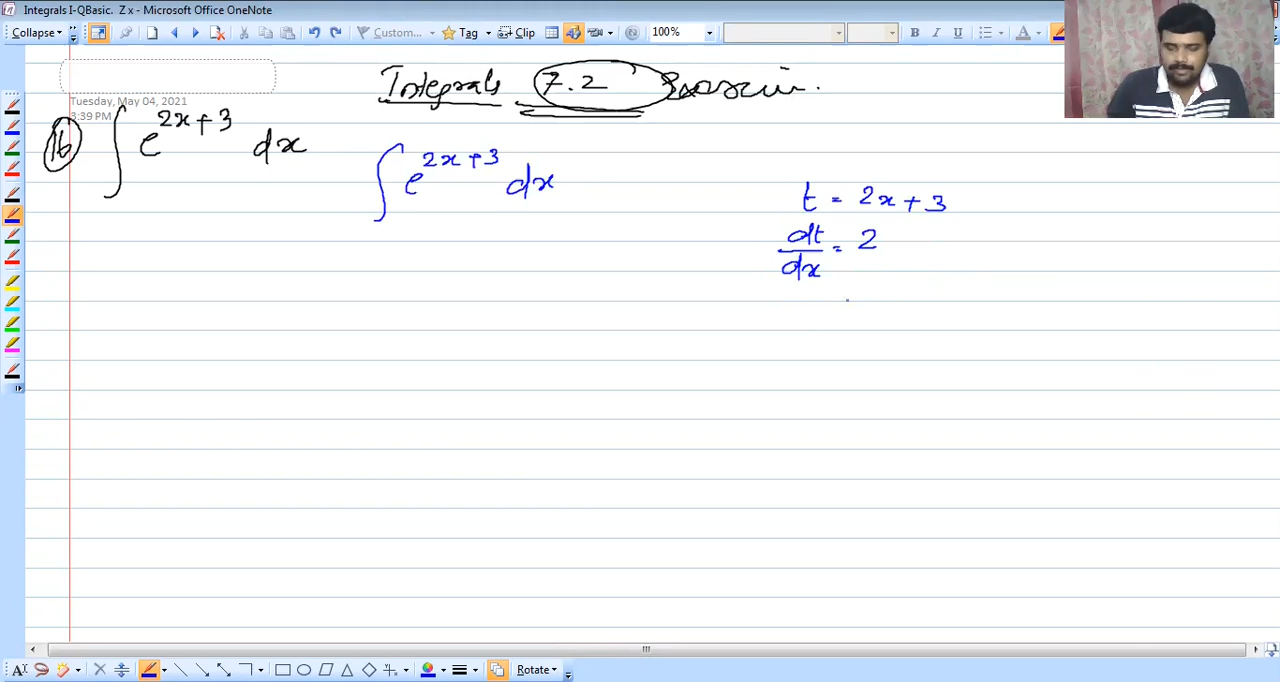 Integrals I-QBasic. Z x - Microsoft Office OneNote
Collapse Custom... Tag Clip 100% B I U A
Integrals 7.2
Tuesday, May 04, 2021
3:39 PM
16 ∫ e^{2x+3} dx
∫ e^{2x+3} dx
t = 2x + 3
dt/dx = 2
Rotate